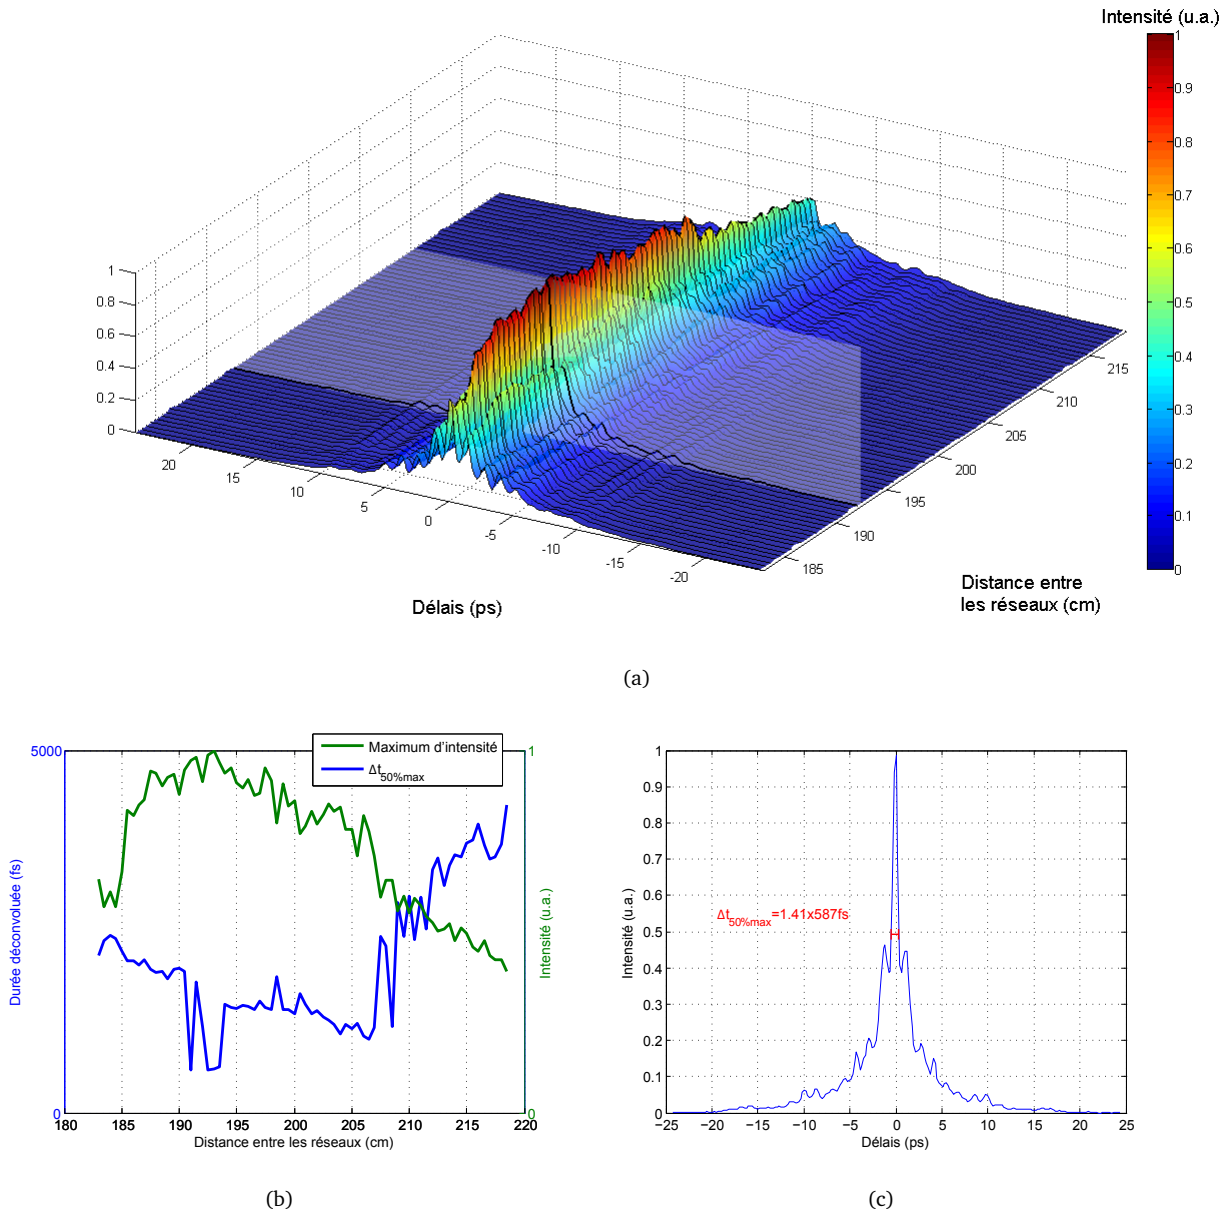 Intensité (u.a.)
1
0.9
0.8
0.7
0.6
0.5
0.4
0.3
0.2
0.1
0
1
0.8
0.6
0.4
0.2
0
20
15
10
5
0
-5
-10
-15
-20
185
190
195
200
205
210
215
Délais (ps)
Distance entre
les réseaux (cm)
(a)
5000
0
Durée déconvoluée (fs)
Maximum d'intensité
Δt50%max
1
0
Intensité (u.a.)
180 185 190 195 200 205 210 215 220
Distance entre les réseaux (cm)
(b)
1
0.9
0.8
0.7
0.6
0.5
0.4
0.3
0.2
0.1
0
Intensité (u.a.)
Δt50%max=1.41x587fs
−25 −20 −15 −10 −5 0 5 10 15 20 25
Délais (ps)
(c)